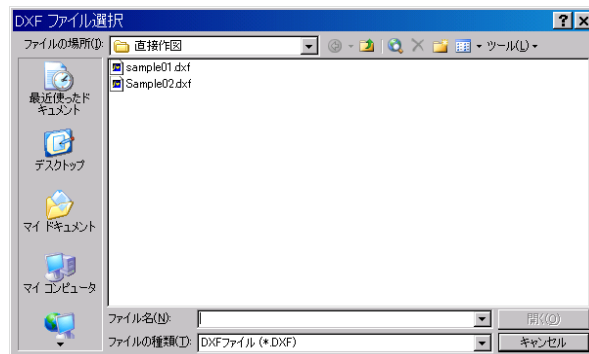 DXF ファイル選択
ファイルの場所(I):
直接作図
ツール(L)
sample01.dxf
Sample02.dxf
最近使ったド
キュメント
デスクトップ
マイ ドキュメント
マイ コンピュータ
ファイル名(N):
開く(O)
ファイルの種類(T):
DXFファイル (*.DXF)
キャンセル